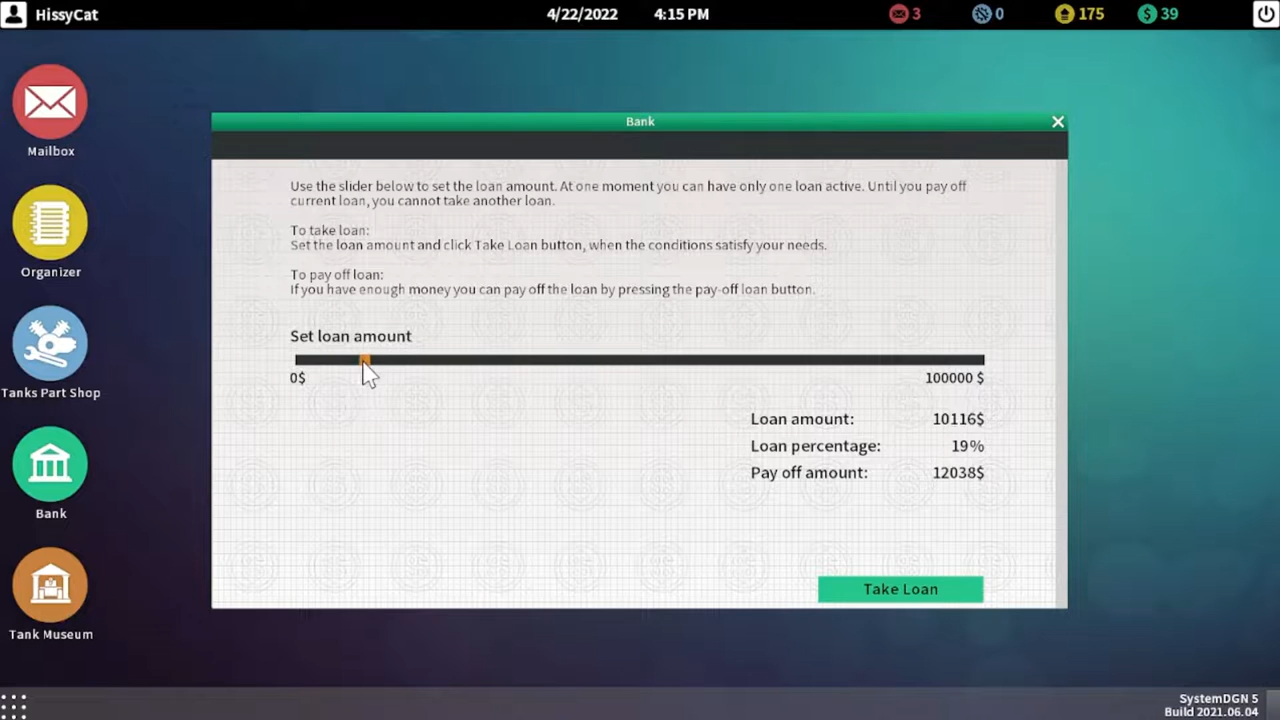 HissyCat
4/22/2022 4:15 PM
3 0 175 $ 39
Mailbox
Organizer
Tanks Part Shop
Bank
Tank Museum
Bank
Use the slider below to set the loan amount. At one moment you can have only one loan active. Until you pay off
current loan, you cannot take another loan.
To take loan:
Set the loan amount and click Take Loan button, when the conditions satisfy your needs.
To pay off loan:
If you have enough money you can pay off the loan by pressing the pay-off loan button.
Set loan amount
0$ 100000 $
Loan amount: 10116$
Loan percentage: 19%
Pay off amount: 12038$
Take Loan
SystemDGN 5
Build 2021.06.04